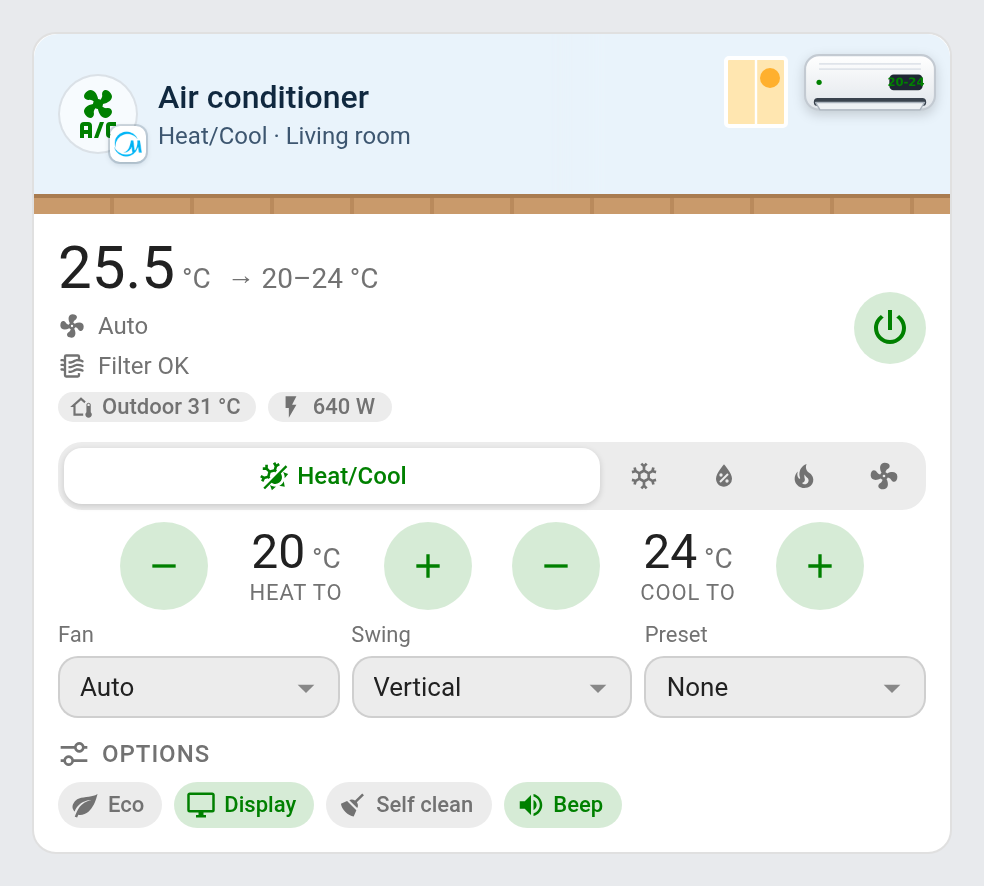 Air conditioner
Heat/Cool · Living room
A/C
20-24
25.5 °C → 20–24 °C
Auto
Filter OK
Outdoor 31 °C 640 W
Heat/Cool
− 20 °C + − 24 °C +
HEAT TO COOL TO
Fan Swing Preset
Auto Vertical None
OPTIONS
Eco Display Self clean Beep